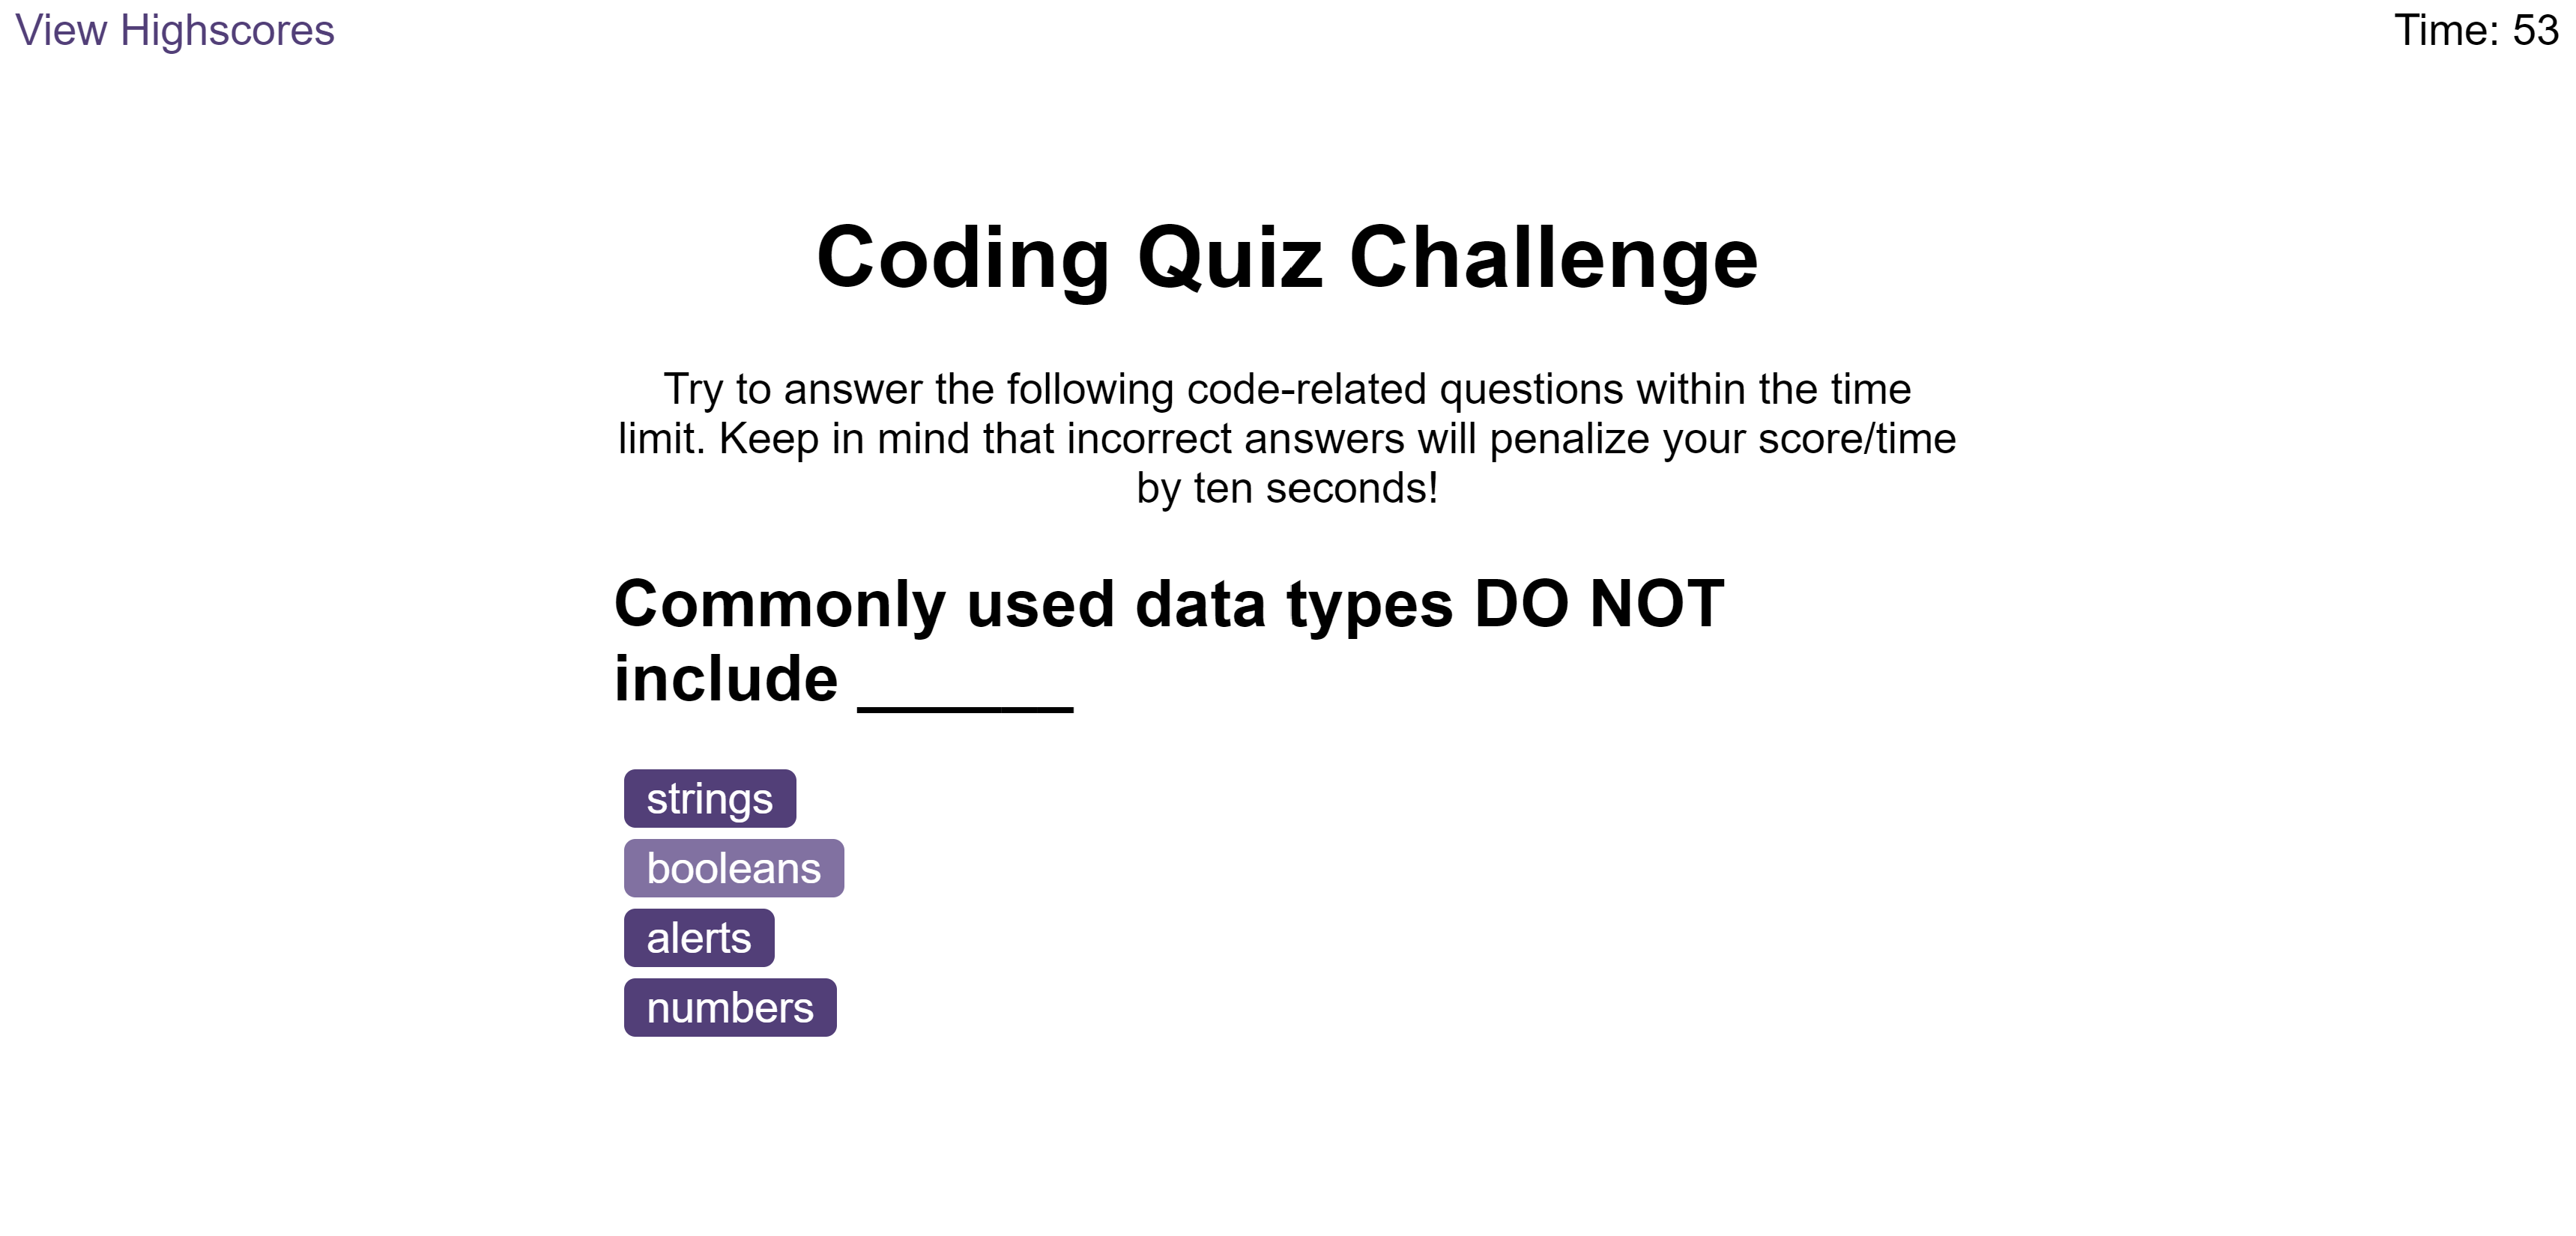 View Highscores
Time: 53
Coding Quiz Challenge
Try to answer the following code-related questions within the time
limit. Keep in mind that incorrect answers will penalize your score/time
by ten seconds!
Commonly used data types DO NOT
include ______
strings
booleans
alerts
numbers